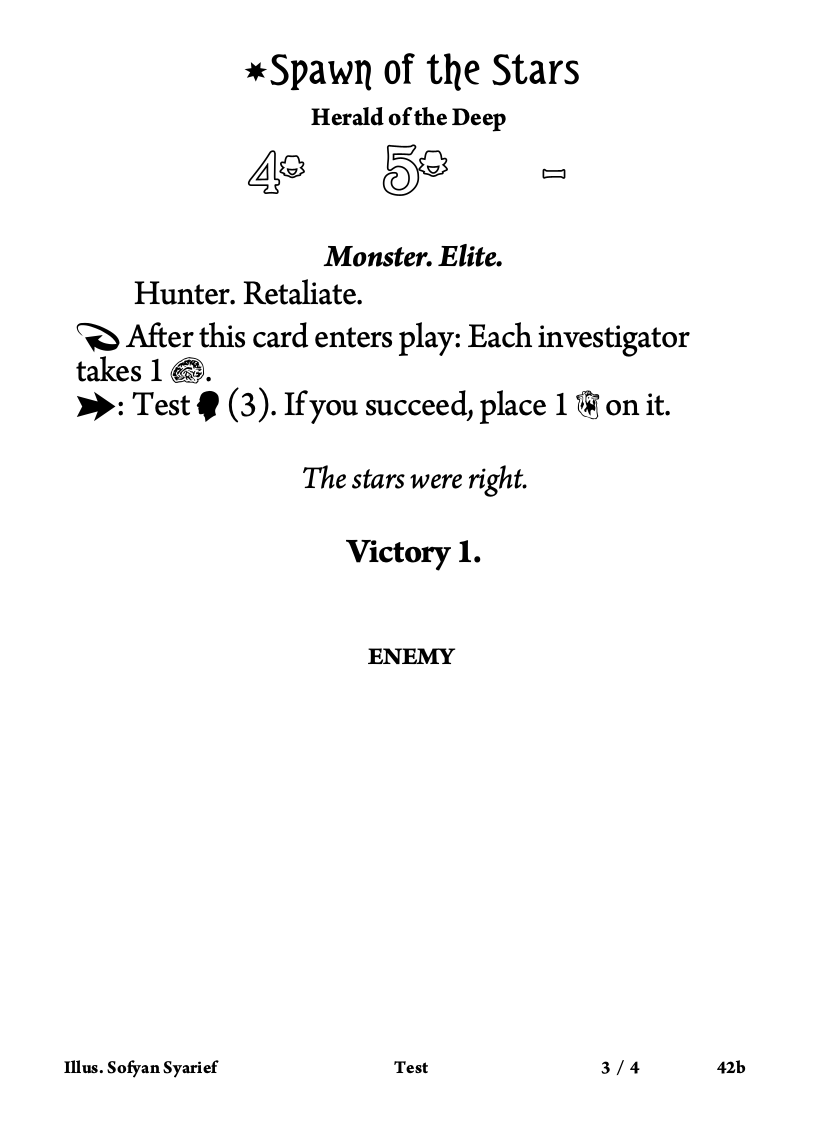 Spawn of the Stars
Herald of the Deep
4 5 –
Monster. Elite.
Hunter. Retaliate.
After this card enters play: Each investigator
takes 1 .
: Test (3). If you succeed, place 1 on it.
The stars were right.
Victory 1.
ENEMY
Illus. Sofyan Syarief Test 3 / 4 42b